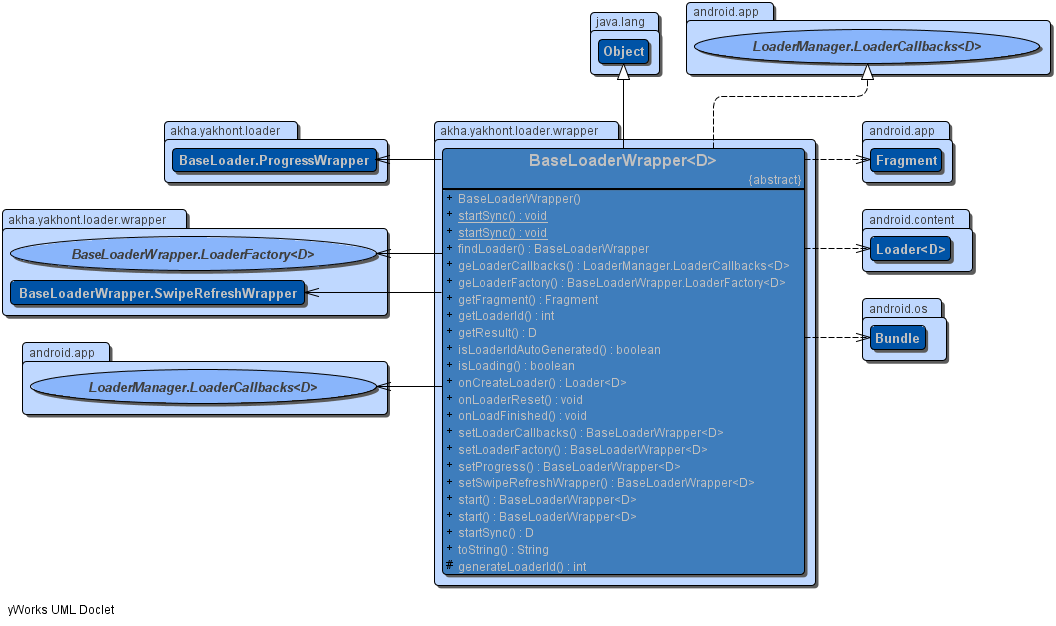 java.lang
Object
android.app
LoaderManager.LoaderCallbacks<D>
akha.yakhont.loader
BaseLoader.ProgressWrapper
akha.yakhont.loader.wrapper
BaseLoaderWrapper.LoaderFactory<D>
BaseLoaderWrapper.SwipeRefreshWrapper
android.app
LoaderManager.LoaderCallbacks<D>
akha.yakhont.loader.wrapper
BaseLoaderWrapper<D>
{abstract}
+ BaseLoaderWrapper()
+ startSync() : void
+ startSync() : void
+ findLoader() : BaseLoaderWrapper
+ geLoaderCallbacks() : LoaderManager.LoaderCallbacks<D>
+ geLoaderFactory() : BaseLoaderWrapper.LoaderFactory<D>
+ getFragment() : Fragment
+ getLoaderId() : int
+ getResult() : D
+ isLoaderIdAutoGenerated() : boolean
+ isLoading() : boolean
+ onCreateLoader() : Loader<D>
+ onLoaderReset() : void
+ onLoadFinished() : void
+ setLoaderCallbacks() : BaseLoaderWrapper<D>
+ setLoaderFactory() : BaseLoaderWrapper<D>
+ setProgress() : BaseLoaderWrapper<D>
+ setSwipeRefreshWrapper() : BaseLoaderWrapper<D>
+ start() : BaseLoaderWrapper<D>
+ start() : BaseLoaderWrapper<D>
+ startSync() : D
+ toString() : String
# generateLoaderId() : int
android.app
Fragment
android.content
Loader<D>
android.os
Bundle
yWorks UML Doclet